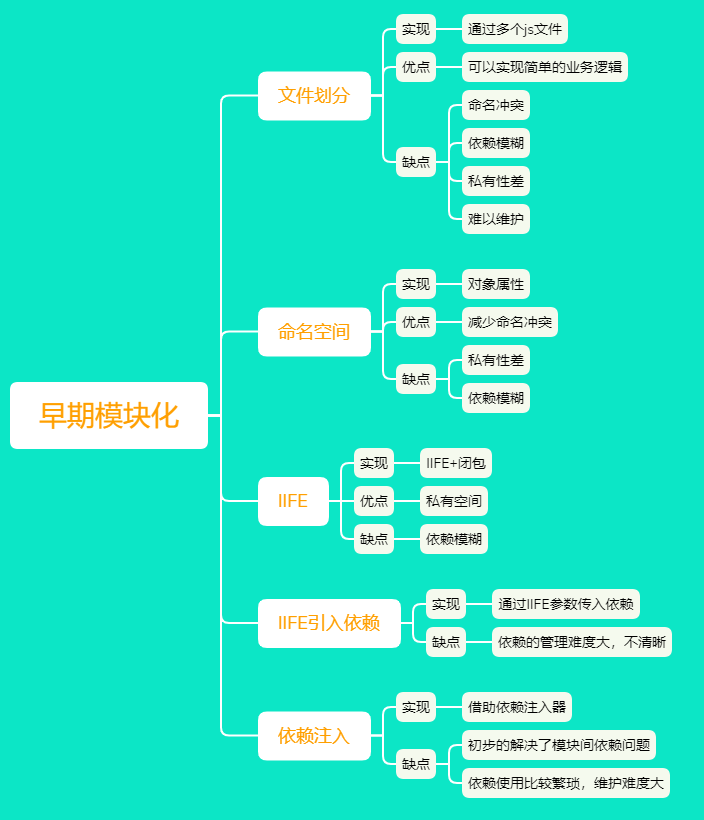 早期模块化
文件划分
实现
通过多个js文件
优点
可以实现简单的业务逻辑
缺点
命名冲突
依赖模糊
私有性差
难以维护
命名空间
实现
对象属性
优点
减少命名冲突
缺点
私有性差
依赖模糊
IIFE
实现
IIFE+闭包
优点
私有空间
缺点
依赖模糊
IIFE引入依赖
实现
通过IIFE参数传入依赖
缺点
依赖的管理难度大，不清晰
依赖注入
实现
借助依赖注入器
缺点
初步的解决了模块间依赖问题
依赖使用比较繁琐，维护难度大